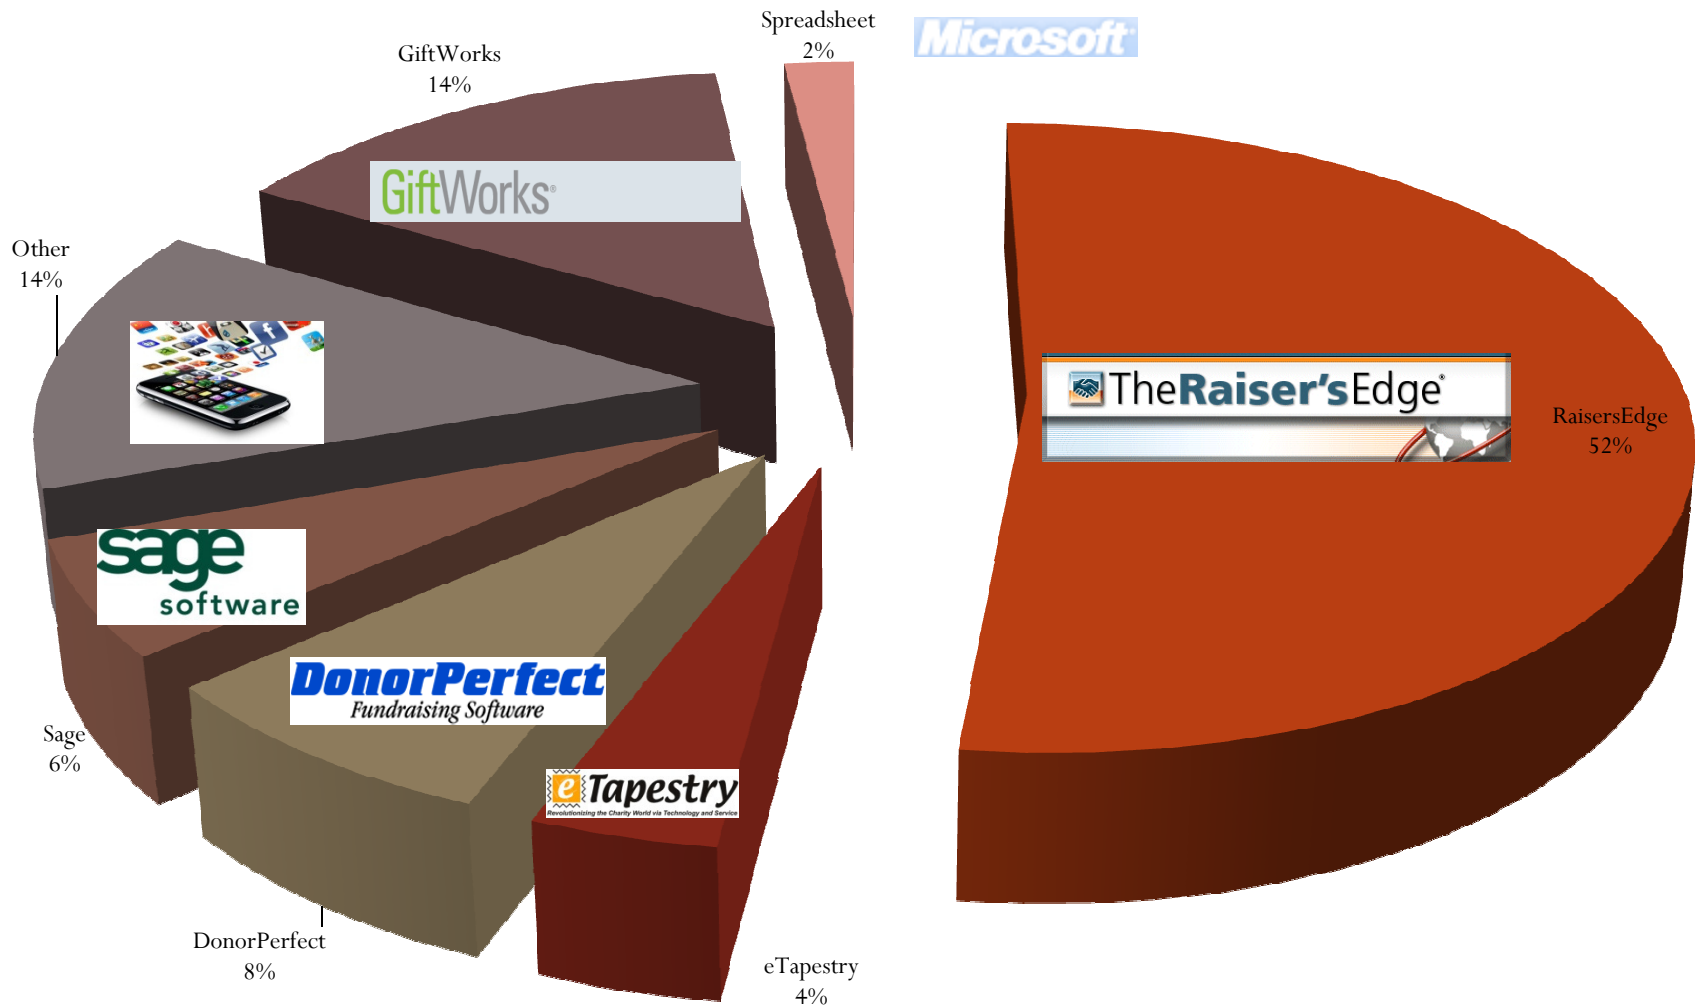 Spreadsheet
2%
Microsoft
GiftWorks
14%
GiftWorks®
Other
14%
TheRaiser'sEdge®
RaisersEdge
52%
sage
software
DonorPerfect
Fundraising Software
Sage
6%
e Tapestry
Revolutionizing the Charity World via Technology and Service
DonorPerfect
8%
eTapestry
4%